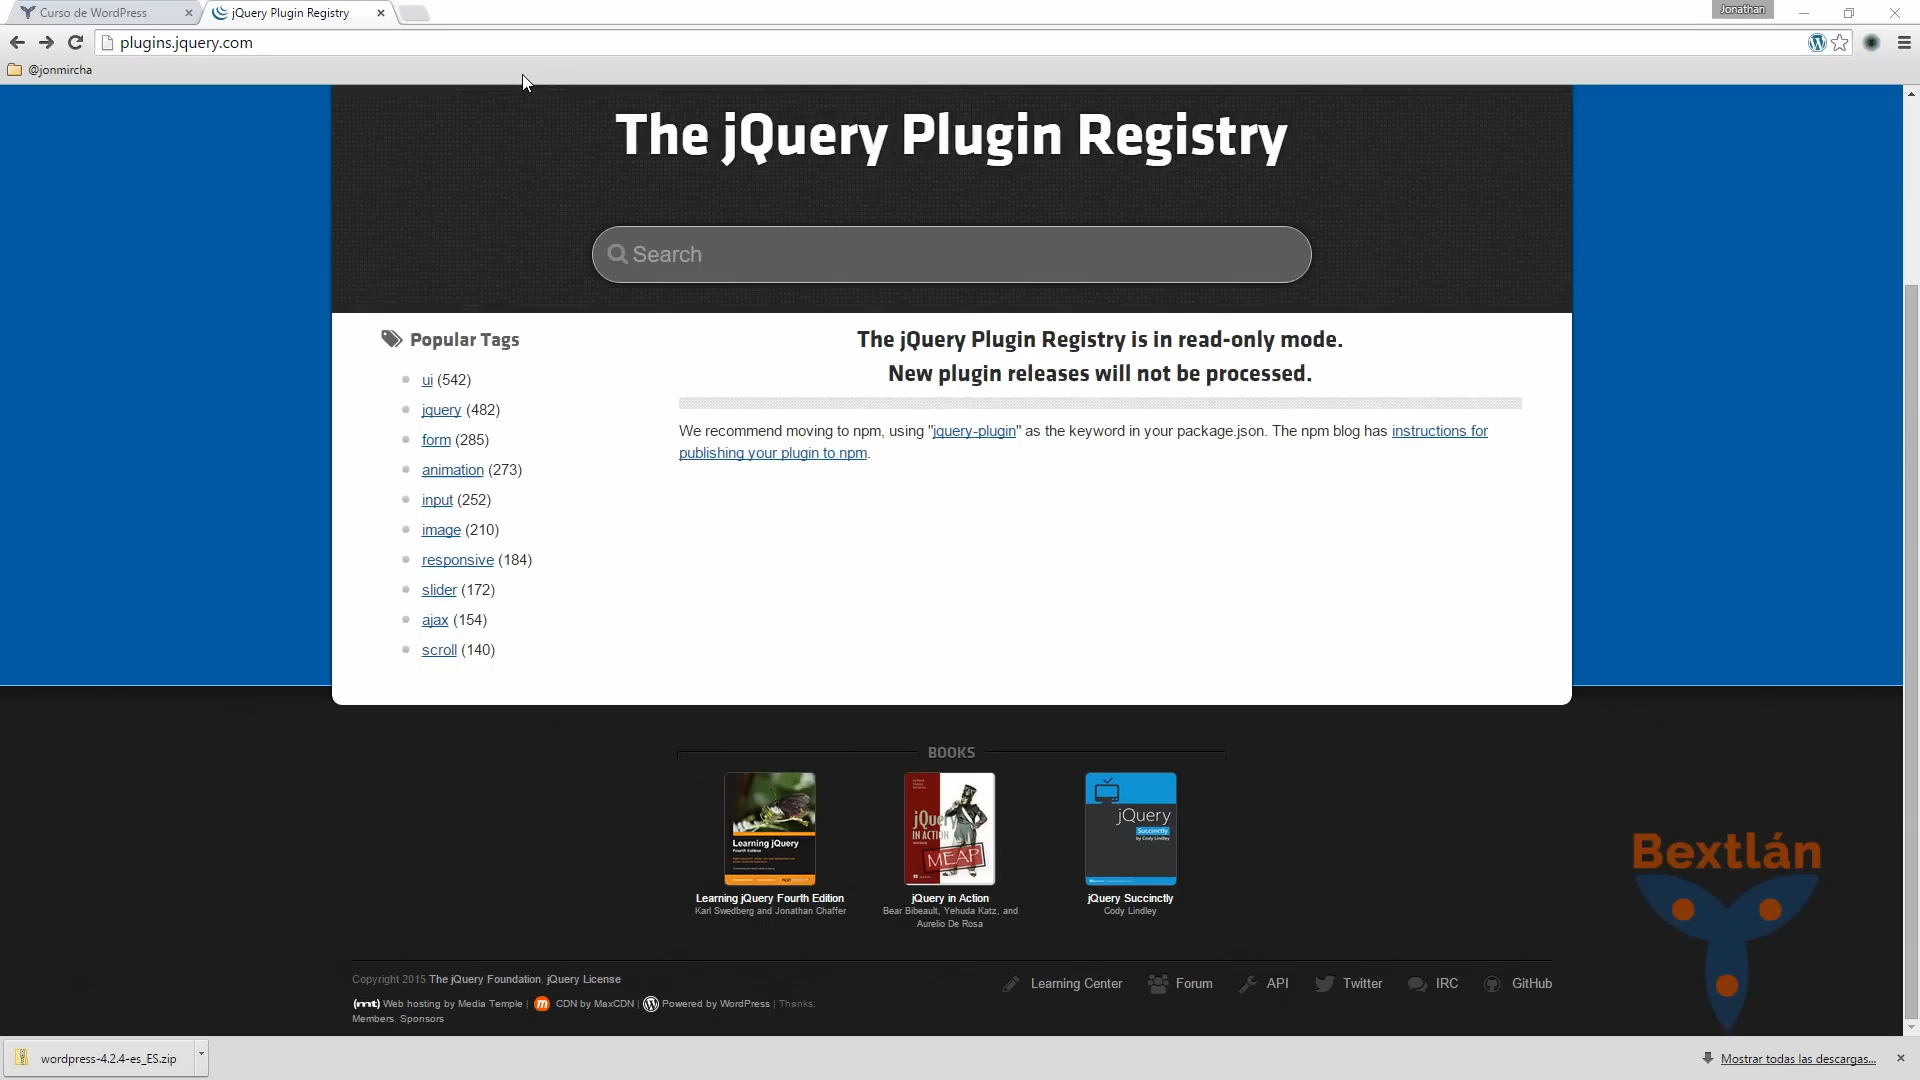 Curso de WordPress
jQuery Plugin Registry
Jonathan
plugins.jquery.com
@jonmircha
The jQuery Plugin Registry
Search
Popular Tags
ui (542)
jquery (482)
form (285)
animation (273)
input (252)
image (210)
responsive (184)
slider (172)
ajax (154)
scroll (140)
The jQuery Plugin Registry is in read-only mode.
New plugin releases will not be processed.
We recommend moving to npm, using "jquery-plugin" as the keyword in your package.json. The npm blog has instructions for
publishing your plugin to npm.
BOOKS
Learning jQuery
Fourth Edition
jQuery
IN ACTION
MEAP
jQuery
Succinctly
by Cody Lindley
Learning jQuery Fourth Edition
Karl Swedberg and Jonathan Chaffer
jQuery in Action
Bear Bibeault, Yehuda Katz, and
Aurelio De Rosa
jQuery Succinctly
Cody Lindley
Bextlán
Copyright 2015 The jQuery Foundation. jQuery License
(mt) Web hosting by Media Temple | m CDN by MaxCDN | Powered by WordPress | Thanks:
Members, Sponsors
Learning Center
Forum
API
Twitter
IRC
GitHub
wordpress-4.2.4-es_ES.zip
Mostrar todas las descargas...